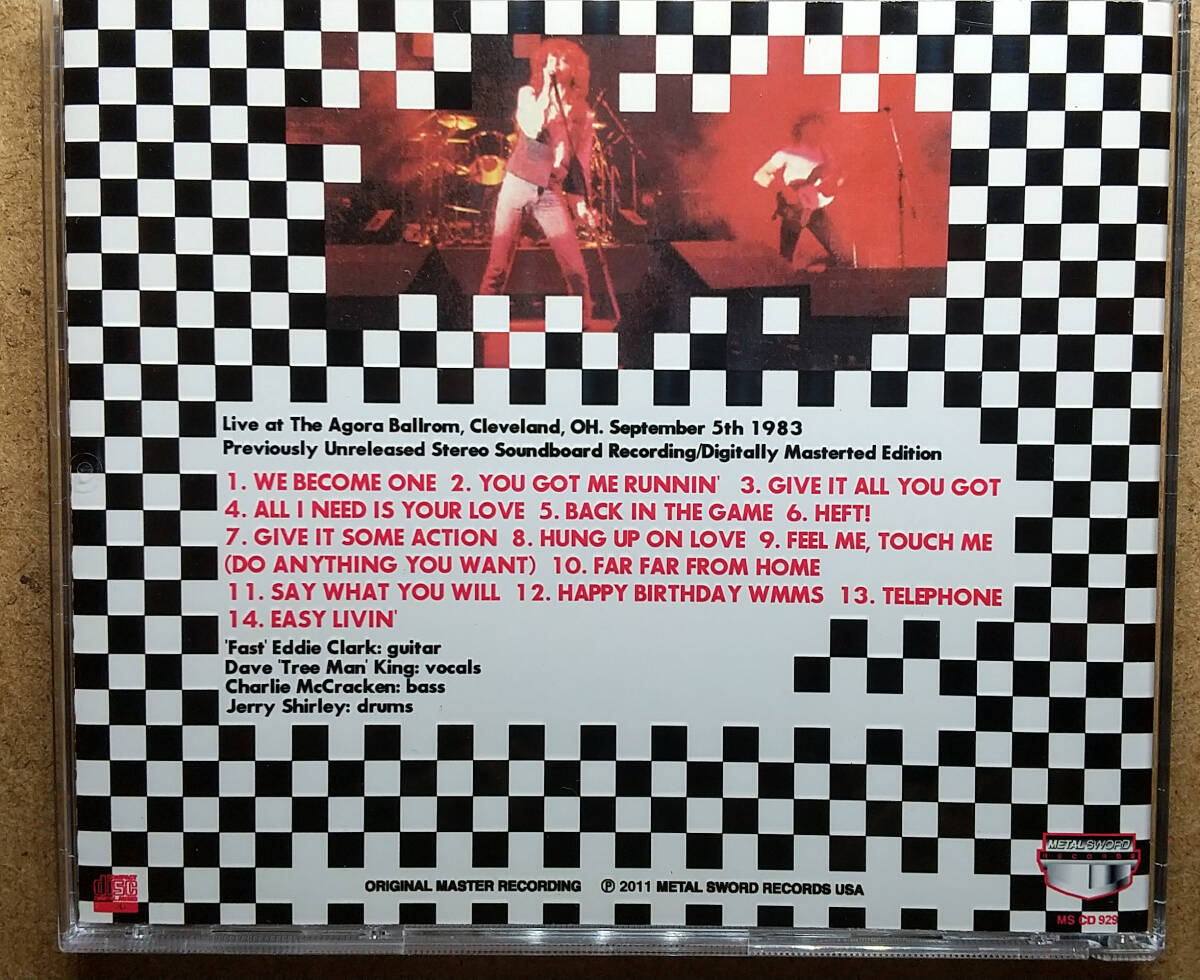 Live at The Agora Ballrom, Cleveland, OH. September 5th 1983
Previously Unreleased Stereo Soundboard Recording/Digitally Masterted Edition
1. WE BECOME ONE 2. YOU GOT ME RUNNIN' 3. GIVE IT ALL YOU GOT
4. ALL I NEED IS YOUR LOVE 5. BACK IN THE GAME 6. HEFT!
7. GIVE IT SOME ACTION 8. HUNG UP ON LOVE 9. FEEL ME, TOUCH ME
(DO ANYTHING YOU WANT) 10. FAR FAR FROM HOME
11. SAY WHAT YOU WILL 12. HAPPY BIRTHDAY WMMS 13. TELEPHONE
14. EASY LIVIN'
'Fast' Eddie Clark: guitar
Dave 'Tree Man' King: vocals
Charlie McCracken: bass
Jerry Shirley: drums
METAL SWORD
RECORDS
disc
ORIGINAL MASTER RECORDING ℗ 2011 METAL SWORD RECORDS USA
MS CD 929